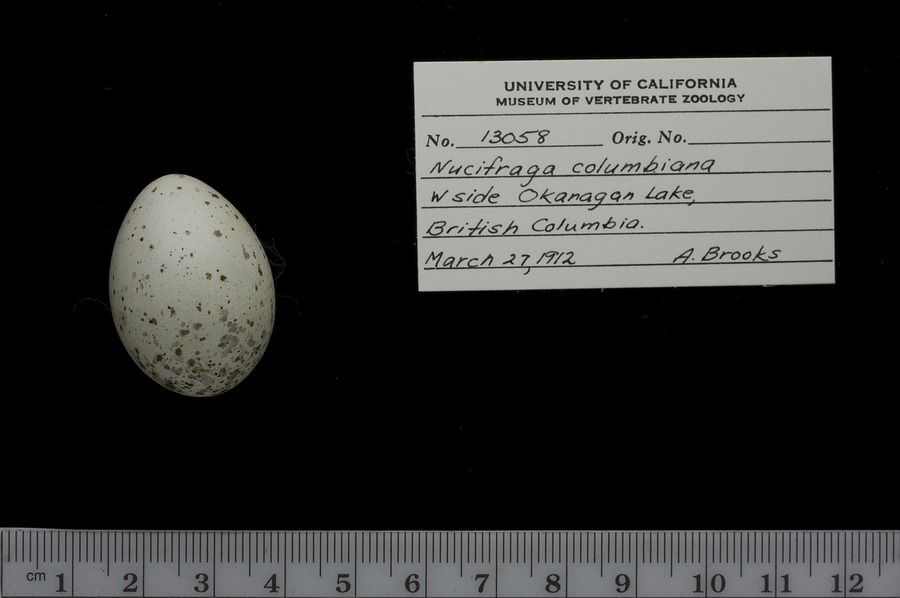 UNIVERSITY OF CALIFORNIA
MUSEUM OF VERTEBRATE ZOOLOGY
No. 13058 Orig. No.
Nucifraga columbiana
W side Okanagan Lake,
British Columbia.
March 27, 1912 A. Brooks
cm 1 2 3 4 5 6 7 8 9 10 11 12